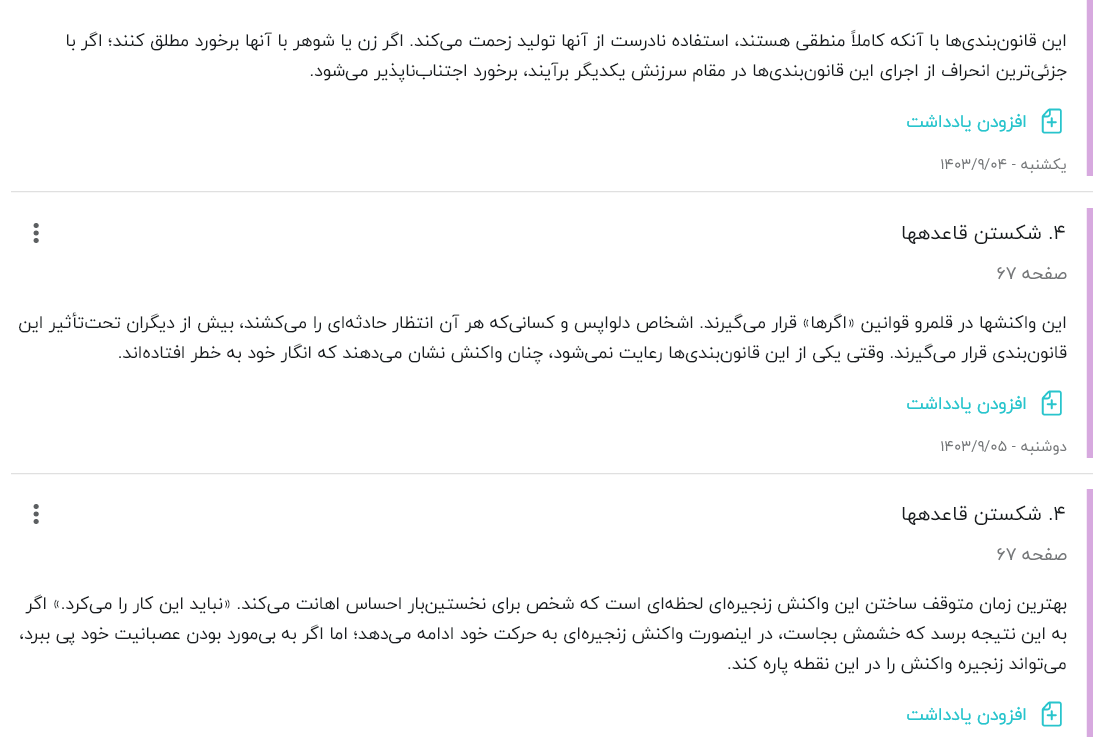 این قانون‌بندی‌ها با آنکه کاملاً منطقی هستند، استفاده نادرست از آنها تولید زحمت می‌کند. اگر زن یا شوهر با آنها برخورد مطلق کنند؛ اگر با
جزئی‌ترین انحراف از اجرای این قانون‌بندی‌ها در مقام سرزنش یکدیگر برآیند، برخورد اجتناب‌ناپذیر می‌شود.
افزودن یادداشت
یکشنبه - ۱۴۰۳/۹/۰۴
۴. شکستن قاعدهها
صفحه ۶۷
این واکنشها در قلمرو قوانین «اگرها» قرار می‌گیرند. اشخاص دلواپس و کسانی‌که هر آن انتظار حادثه‌ای را می‌کشند، بیش از دیگران تحت‌تأثیر این
قانون‌بندی قرار می‌گیرند. وقتی یکی از این قانون‌بندی‌ها رعایت نمی‌شود، چنان واکنش نشان می‌دهند که انگار خود به خطر افتاده‌اند.
افزودن یادداشت
دوشنبه - ۱۴۰۳/۹/۰۵
۴. شکستن قاعدهها
صفحه ۶۷
بهترین زمان متوقف ساختن این واکنش زنجیره‌ای لحظه‌ای است که شخص برای نخستین‌بار احساس اهانت می‌کند. «نباید این کار را می‌کرد.» اگر
به این نتیجه برسد که خشمش بجاست، در اینصورت واکنش زنجیره‌ای به حرکت خود ادامه می‌دهد؛ اما اگر به بی‌مورد بودن عصبانیت خود پی ببرد،
می‌تواند زنجیره واکنش را در این نقطه پاره کند.
افزودن یادداشت